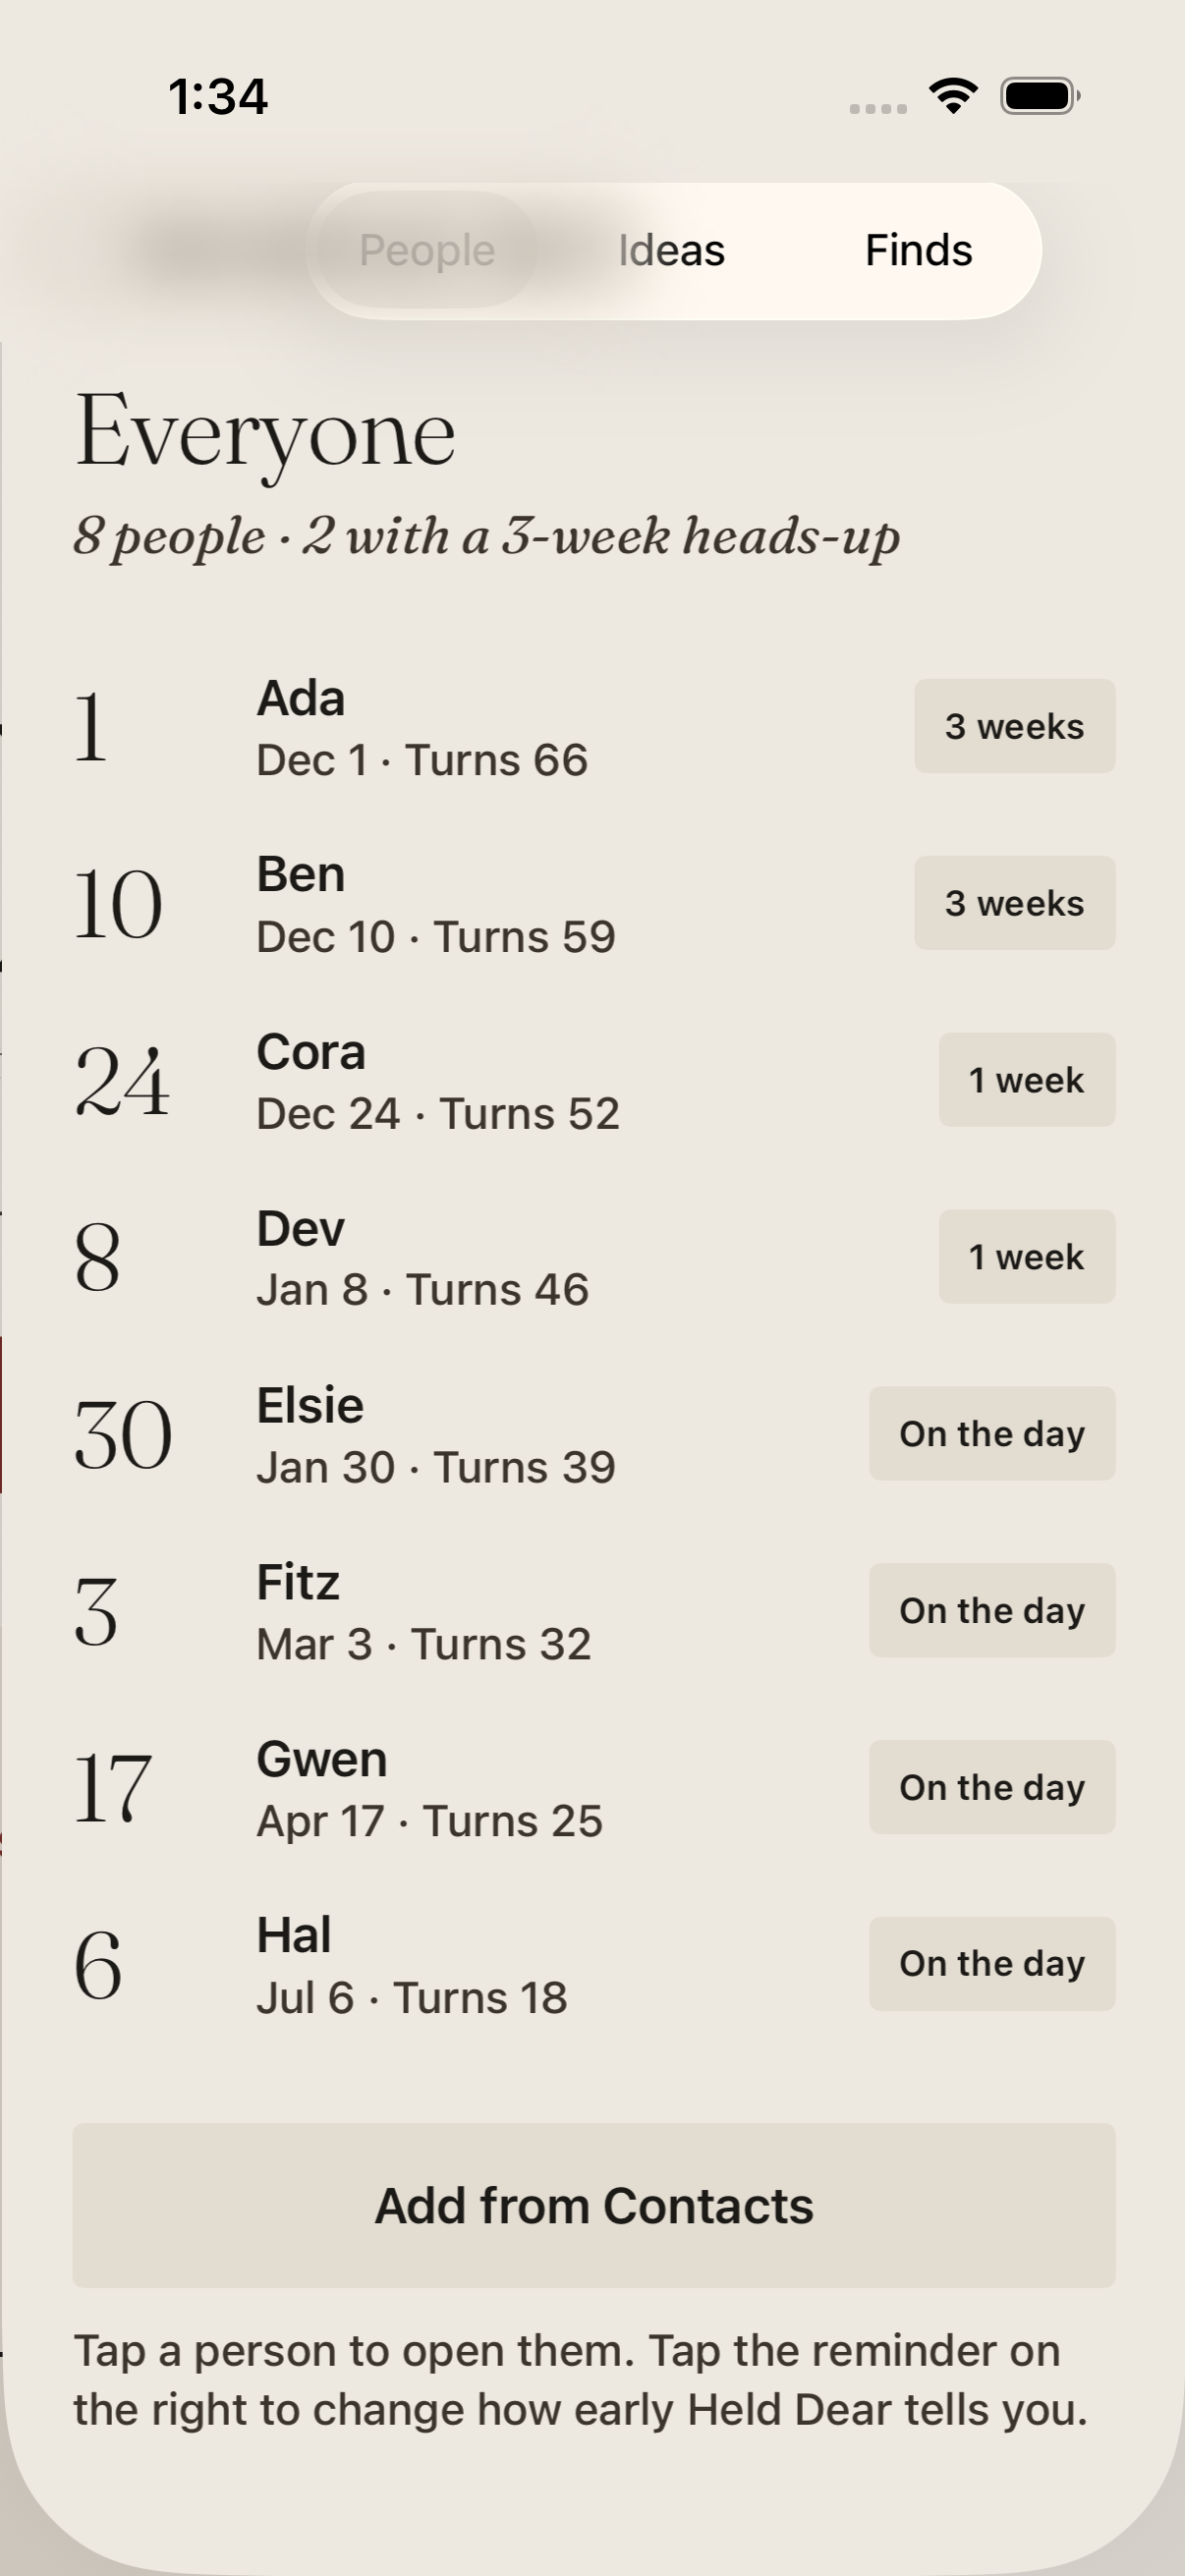 1:34
People Ideas Finds
Everyone
8 people · 2 with a 3-week heads-up
1
Ada
Dec 1 · Turns 66
3 weeks
10
Ben
Dec 10 · Turns 59
3 weeks
24
Cora
Dec 24 · Turns 52
1 week
8
Dev
Jan 8 · Turns 46
1 week
30
Elsie
Jan 30 · Turns 39
On the day
3
Fitz
Mar 3 · Turns 32
On the day
17
Gwen
Apr 17 · Turns 25
On the day
6
Hal
Jul 6 · Turns 18
On the day
Add from Contacts
Tap a person to open them. Tap the reminder on
the right to change how early Held Dear tells you.